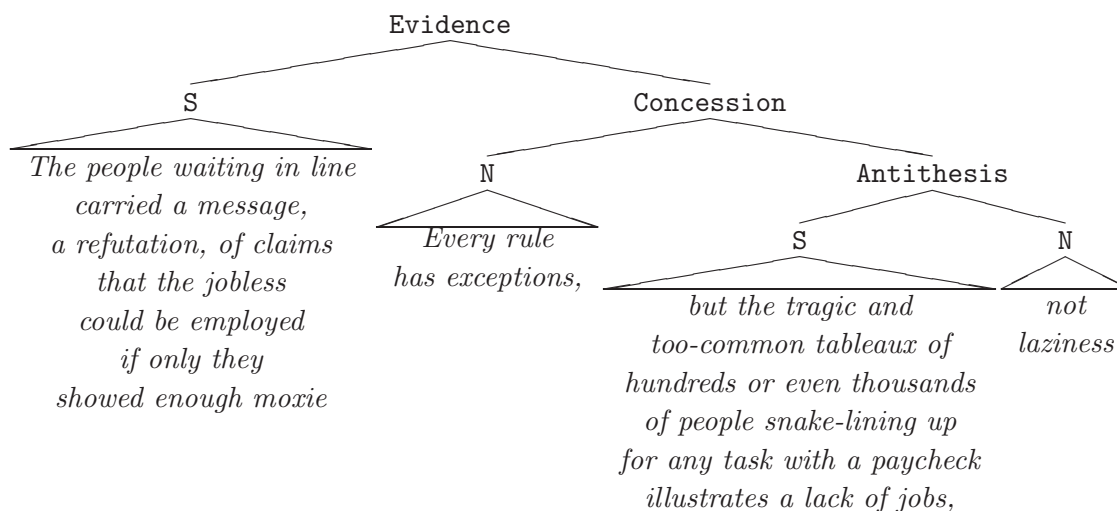 Evidence
S
Concession
The people waiting in line
carried a message,
a refutation, of claims
that the jobless
could be employed
if only they
showed enough moxie
N
Antithesis
Every rule
has exceptions,
S
N
but the tragic and
too-common tableaux of
hundreds or even thousands
of people snake-lining up
for any task with a paycheck
illustrates a lack of jobs,
not
laziness